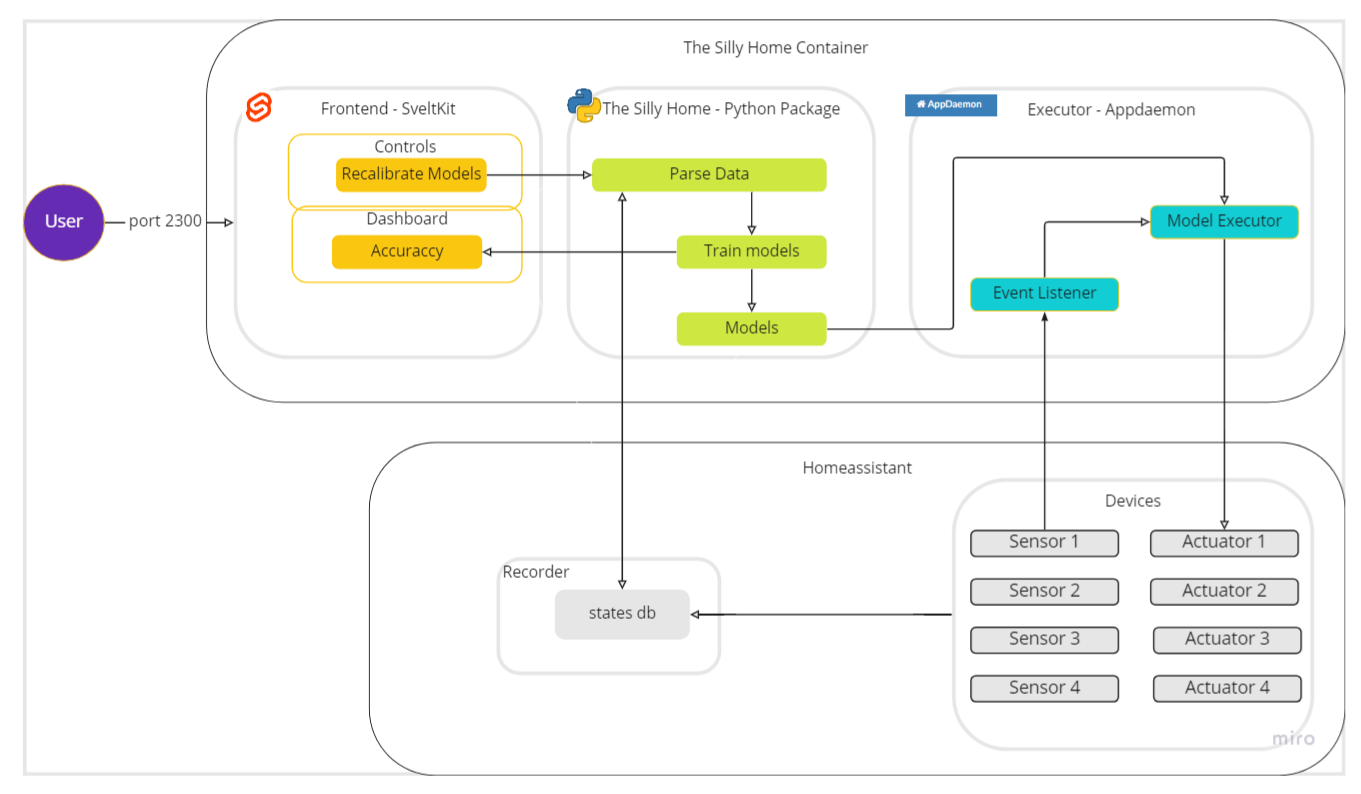 The Silly Home Container
Frontend - SveltKit
Controls
Recalibrate Models
Dashboard
Accuraccy
User
port 2300
The Silly Home - Python Package
Parse Data
Train models
Models
AppDaemon
Executor - Appdaemon
Model Executor
Event Listener
Homeassistant
Recorder
states db
Devices
Sensor 1
Actuator 1
Sensor 2
Actuator 2
Sensor 3
Actuator 3
Sensor 4
Actuator 4
miro